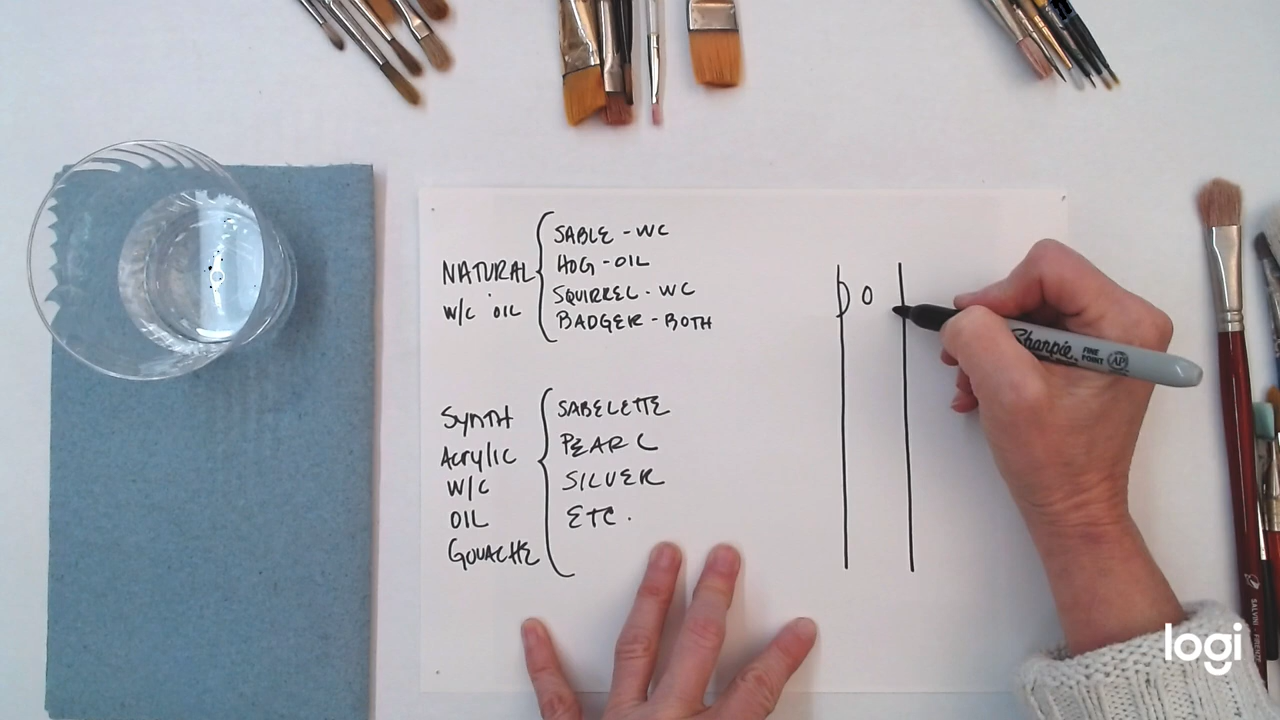 NATURAL
W/C OIL
SABLE - WC
HOG - OIL
SQUIRREL - WC
BADGER - BOTH
SYNTH
Acrylic
W/C
OIL
GOUACHE
SABELETTE
PEARL
SILVER
ETC.
0
Sharpie
FINE POINT
AP
logi